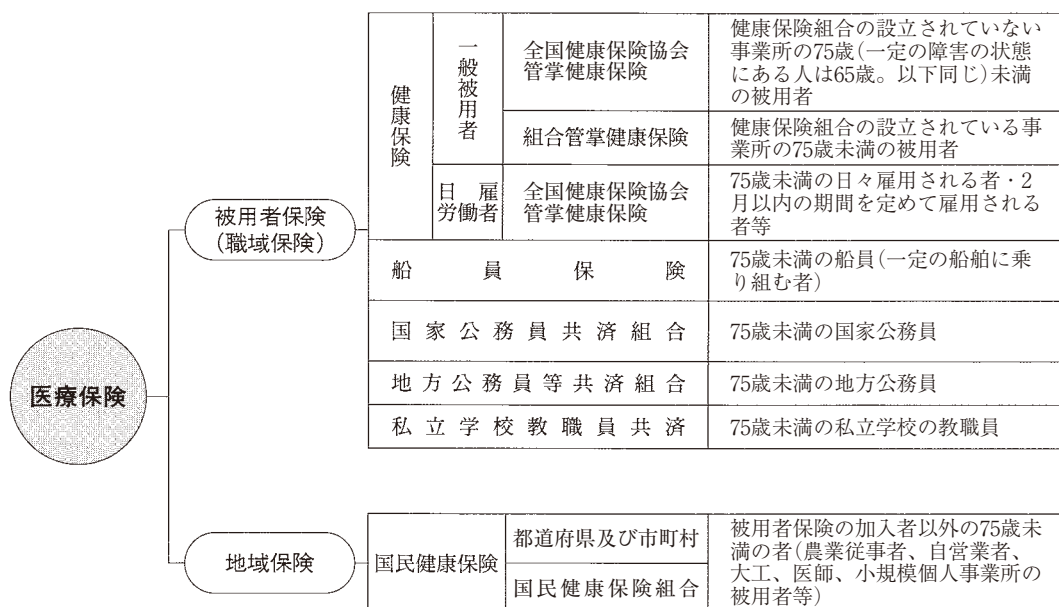 医療保険
被用者保険
（職域保険）
健康保険
一般被用者
全国健康保険協会
管掌健康保険
健康保険組合の設立されていない
事業所の75歳（一定の障害の状態
にある人は65歳。以下同じ）未満
の被用者
組合管掌健康保険
健康保険組合の設立されている事
業所の75歳未満の被用者
日雇
労働者
全国健康保険協会
管掌健康保険
75歳未満の日々雇用される者・2
月以内の期間を定めて雇用される
者等
船員保険
75歳未満の船員（一定の船舶に乗
り組む者）
国家公務員共済組合
75歳未満の国家公務員
地方公務員等共済組合
75歳未満の地方公務員
私立学校教職員共済
75歳未満の私立学校の教職員
地域保険
国民健康保険
都道府県及び市町村
国民健康保険組合
被用者保険の加入者以外の75歳未
満の者（農業従事者、自営業者、
大工、医師、小規模個人事業所の
被用者等）